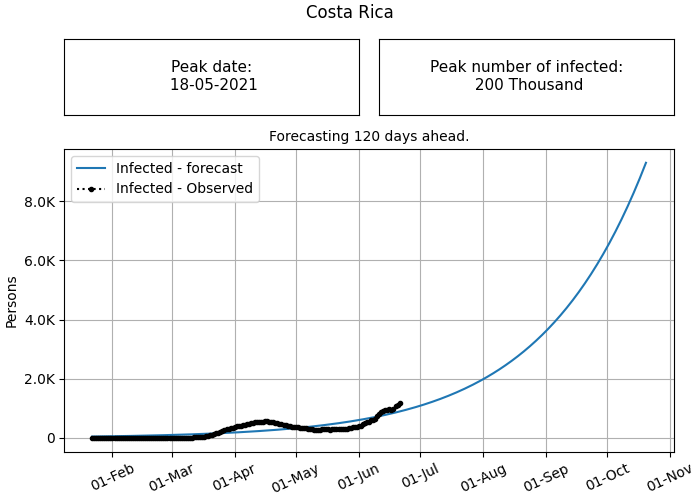 Costa Rica
Peak date:
18-05-2021
Peak number of infected:
200 Thousand
Forecasting 120 days ahead.
Infected - forecast
Infected - Observed
8.0K
6.0K
4.0K
2.0K
0
Persons
01-Feb
01-Mar
01-Apr
01-May
01-Jun
01-Jul
01-Aug
01-Sep
01-Oct
01-Nov